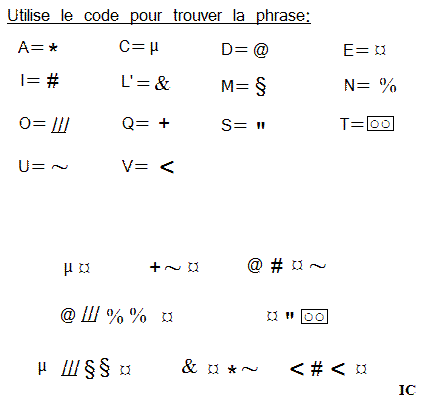 Utilise le code pour trouver la phrase:
A= * C= µ D= @ E= ¤
I= # L'= & M= § N= %
O= /// Q= + S= " T= ○○
U= ~ V= <
µ ¤ + ~ ¤ @ # ¤ ~
@ /// % % ¤ ¤ " ○○
µ /// § § ¤ & ¤ * ~ < # < ¤
IC